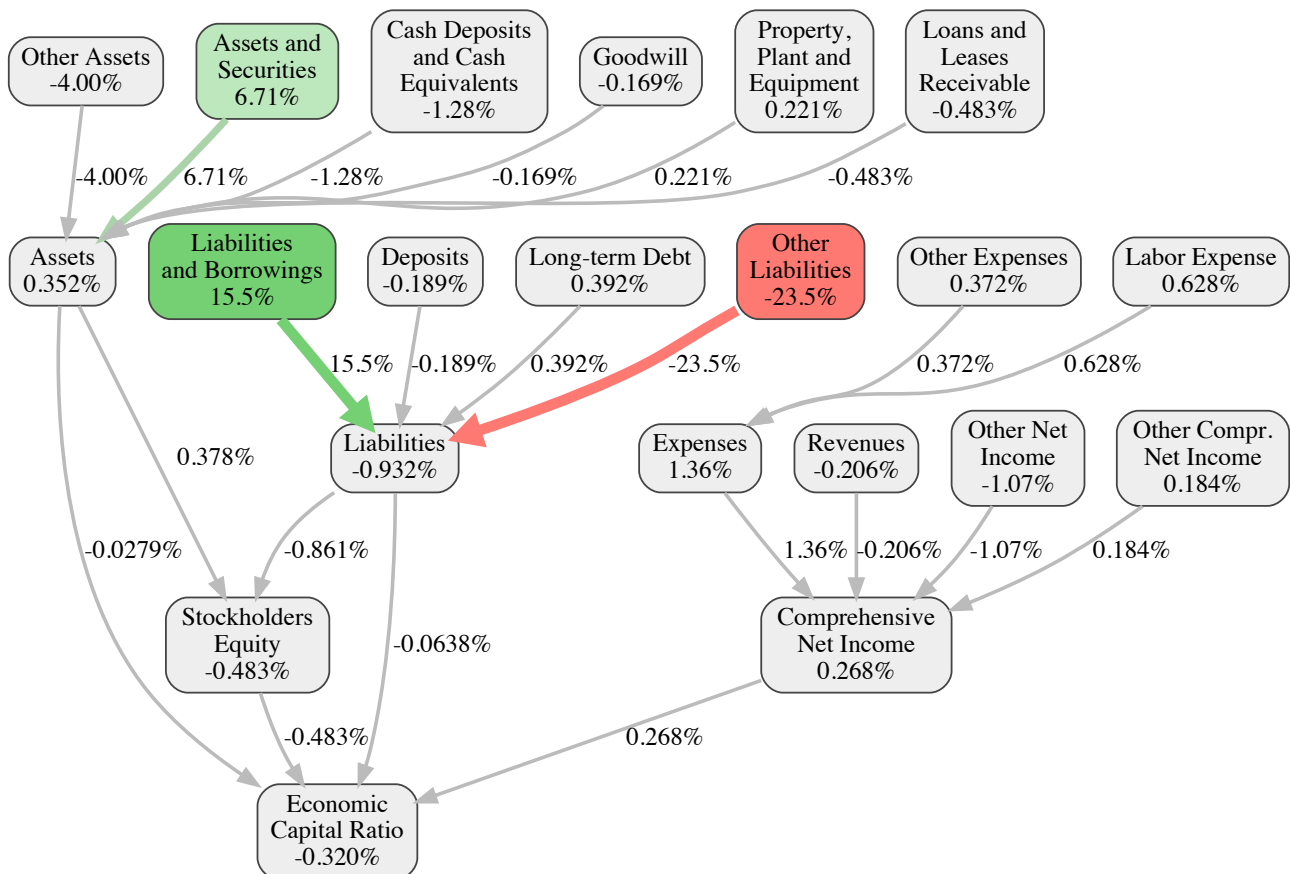 Other Assets
-4.00%
Assets and
Securities
6.71%
Cash Deposits
and Cash
Equivalents
-1.28%
Goodwill
-0.169%
Property,
Plant and
Equipment
0.221%
Loans and
Leases
Receivable
-0.483%
-4.00%
6.71%
-1.28%
-0.169%
0.221%
-0.483%
Assets
0.352%
Liabilities
and Borrowings
15.5%
Deposits
-0.189%
Long-term Debt
0.392%
Other
Liabilities
-23.5%
Other Expenses
0.372%
Labor Expense
0.628%
15.5%
-0.189%
0.392%
-23.5%
0.372%
0.628%
Liabilities
-0.932%
Expenses
1.36%
Revenues
-0.206%
Other Net
Income
-1.07%
Other Compr.
Net Income
0.184%
0.378%
-0.0279%
-0.861%
1.36%
-0.206%
-1.07%
0.184%
Stockholders
Equity
-0.483%
-0.0638%
Comprehensive
Net Income
0.268%
-0.483%
0.268%
Economic
Capital Ratio
-0.320%